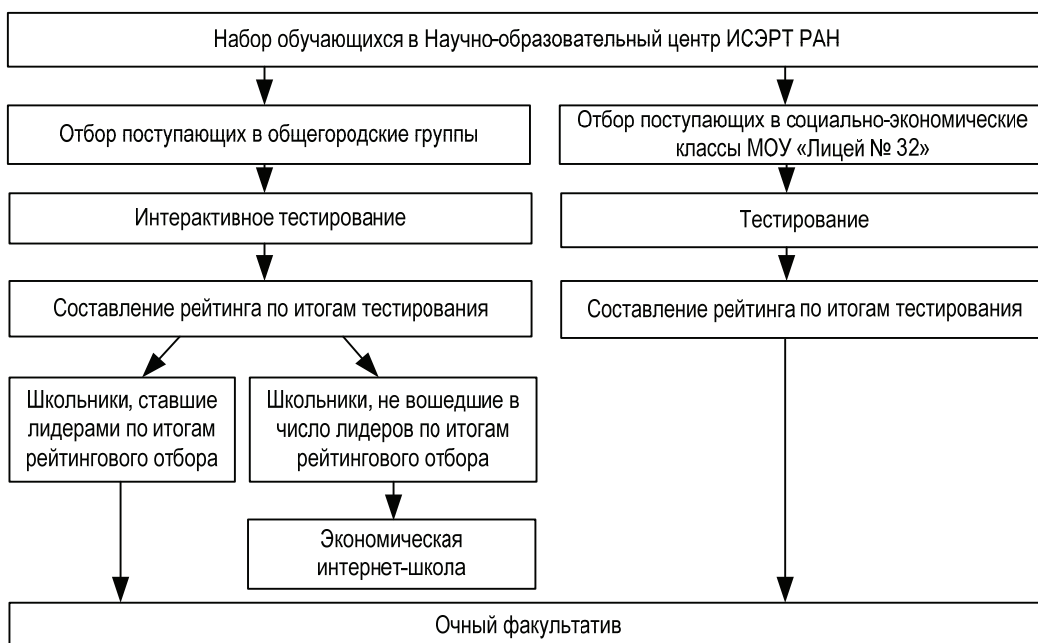 Набор обучающихся в Научно-образовательный центр ИСЭРТ РАН
Отбор поступающих в общегородские группы
Отбор поступающих в социально-экономические
классы МОУ «Лицей № 32»
Интерактивное тестирование
Тестирование
Составление рейтинга по итогам тестирования
Составление рейтинга по итогам тестирования
Школьники, ставшие
лидерами по итогам
рейтингового отбора
Школьники, не вошедшие в
число лидеров по итогам
рейтингового отбора
Экономическая
интернет-школа
Очный факультатив